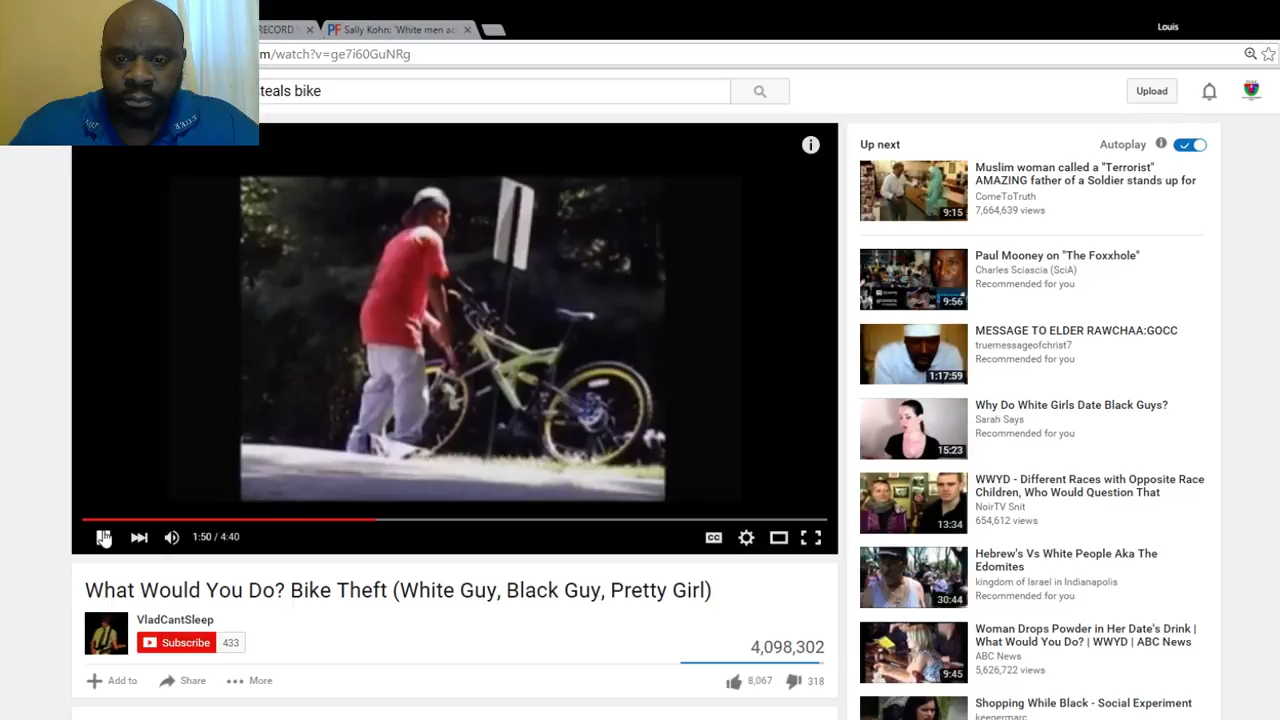 Louis
RECORD
Sally Kohn: 'White men ac
m/watch?v=ge7i60GuNRg
teals bike
Upload
Up next
Autoplay
Muslim woman called a "Terrorist"
AMAZING father of a Soldier stands up for
ComeToTruth
7,664,639 views
9:15
Paul Mooney on "The Foxxhole"
Charles Sciascia (SciA)
Recommended for you
9:56
MESSAGE TO ELDER RAWCHAA:GOCC
truemessageofchrist7
Recommended for you
1:17:59
Why Do White Girls Date Black Guys?
Sarah Says
Recommended for you
15:23
WWYD - Different Races with Opposite Race
Children, Who Would Question That
NoirTV Snit
654,612 views
13:34
Hebrew's Vs White People Aka The
Edomites
kingdom of Israel in Indianapolis
Recommended for you
30:44
Woman Drops Powder in Her Date's Drink |
What Would You Do? | WWYD | ABC News
ABC News
5,626,722 views
9:45
Shopping While Black - Social Experiment
keepermarc
1:50 / 4:40
CC
What Would You Do? Bike Theft (White Guy, Black Guy, Pretty Girl)
VladCantSleep
Subscribe 433
4,098,302
Add to
Share
More
8,067
318